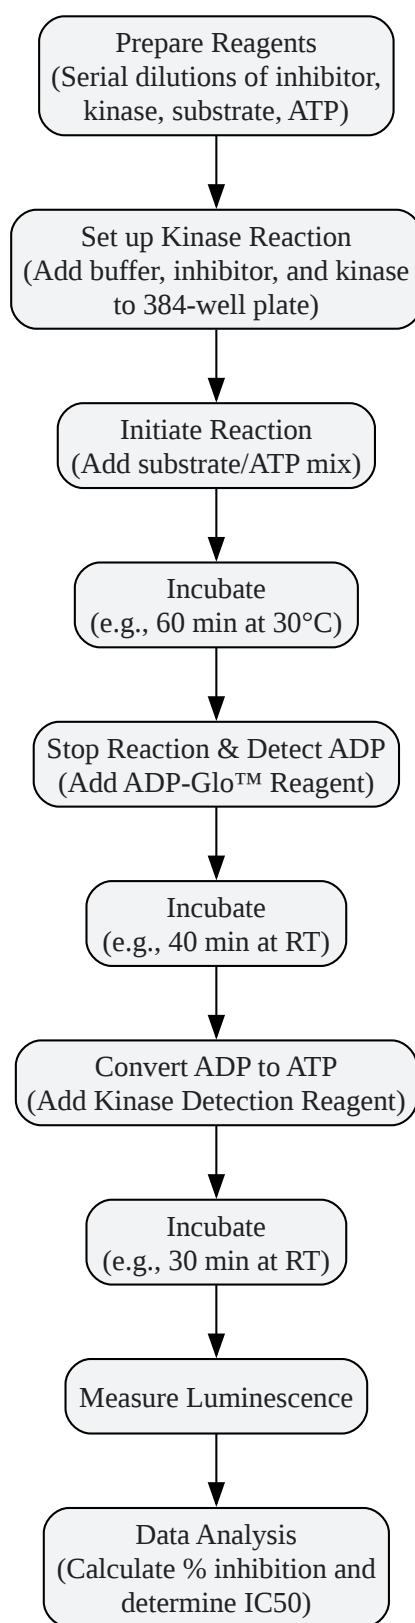 Prepare Reagents
(Serial dilutions of inhibitor,
kinase, substrate, ATP)
Set up Kinase Reaction
(Add buffer, inhibitor, and kinase
to 384-well plate)
Initiate Reaction
(Add substrate/ATP mix)
Incubate
(e.g., 60 min at 30°C)
Stop Reaction & Detect ADP
(Add ADP-Glo™ Reagent)
Incubate
(e.g., 40 min at RT)
Convert ADP to ATP
(Add Kinase Detection Reagent)
Incubate
(e.g., 30 min at RT)
Measure Luminescence
Data Analysis
(Calculate % inhibition and
determine IC50)